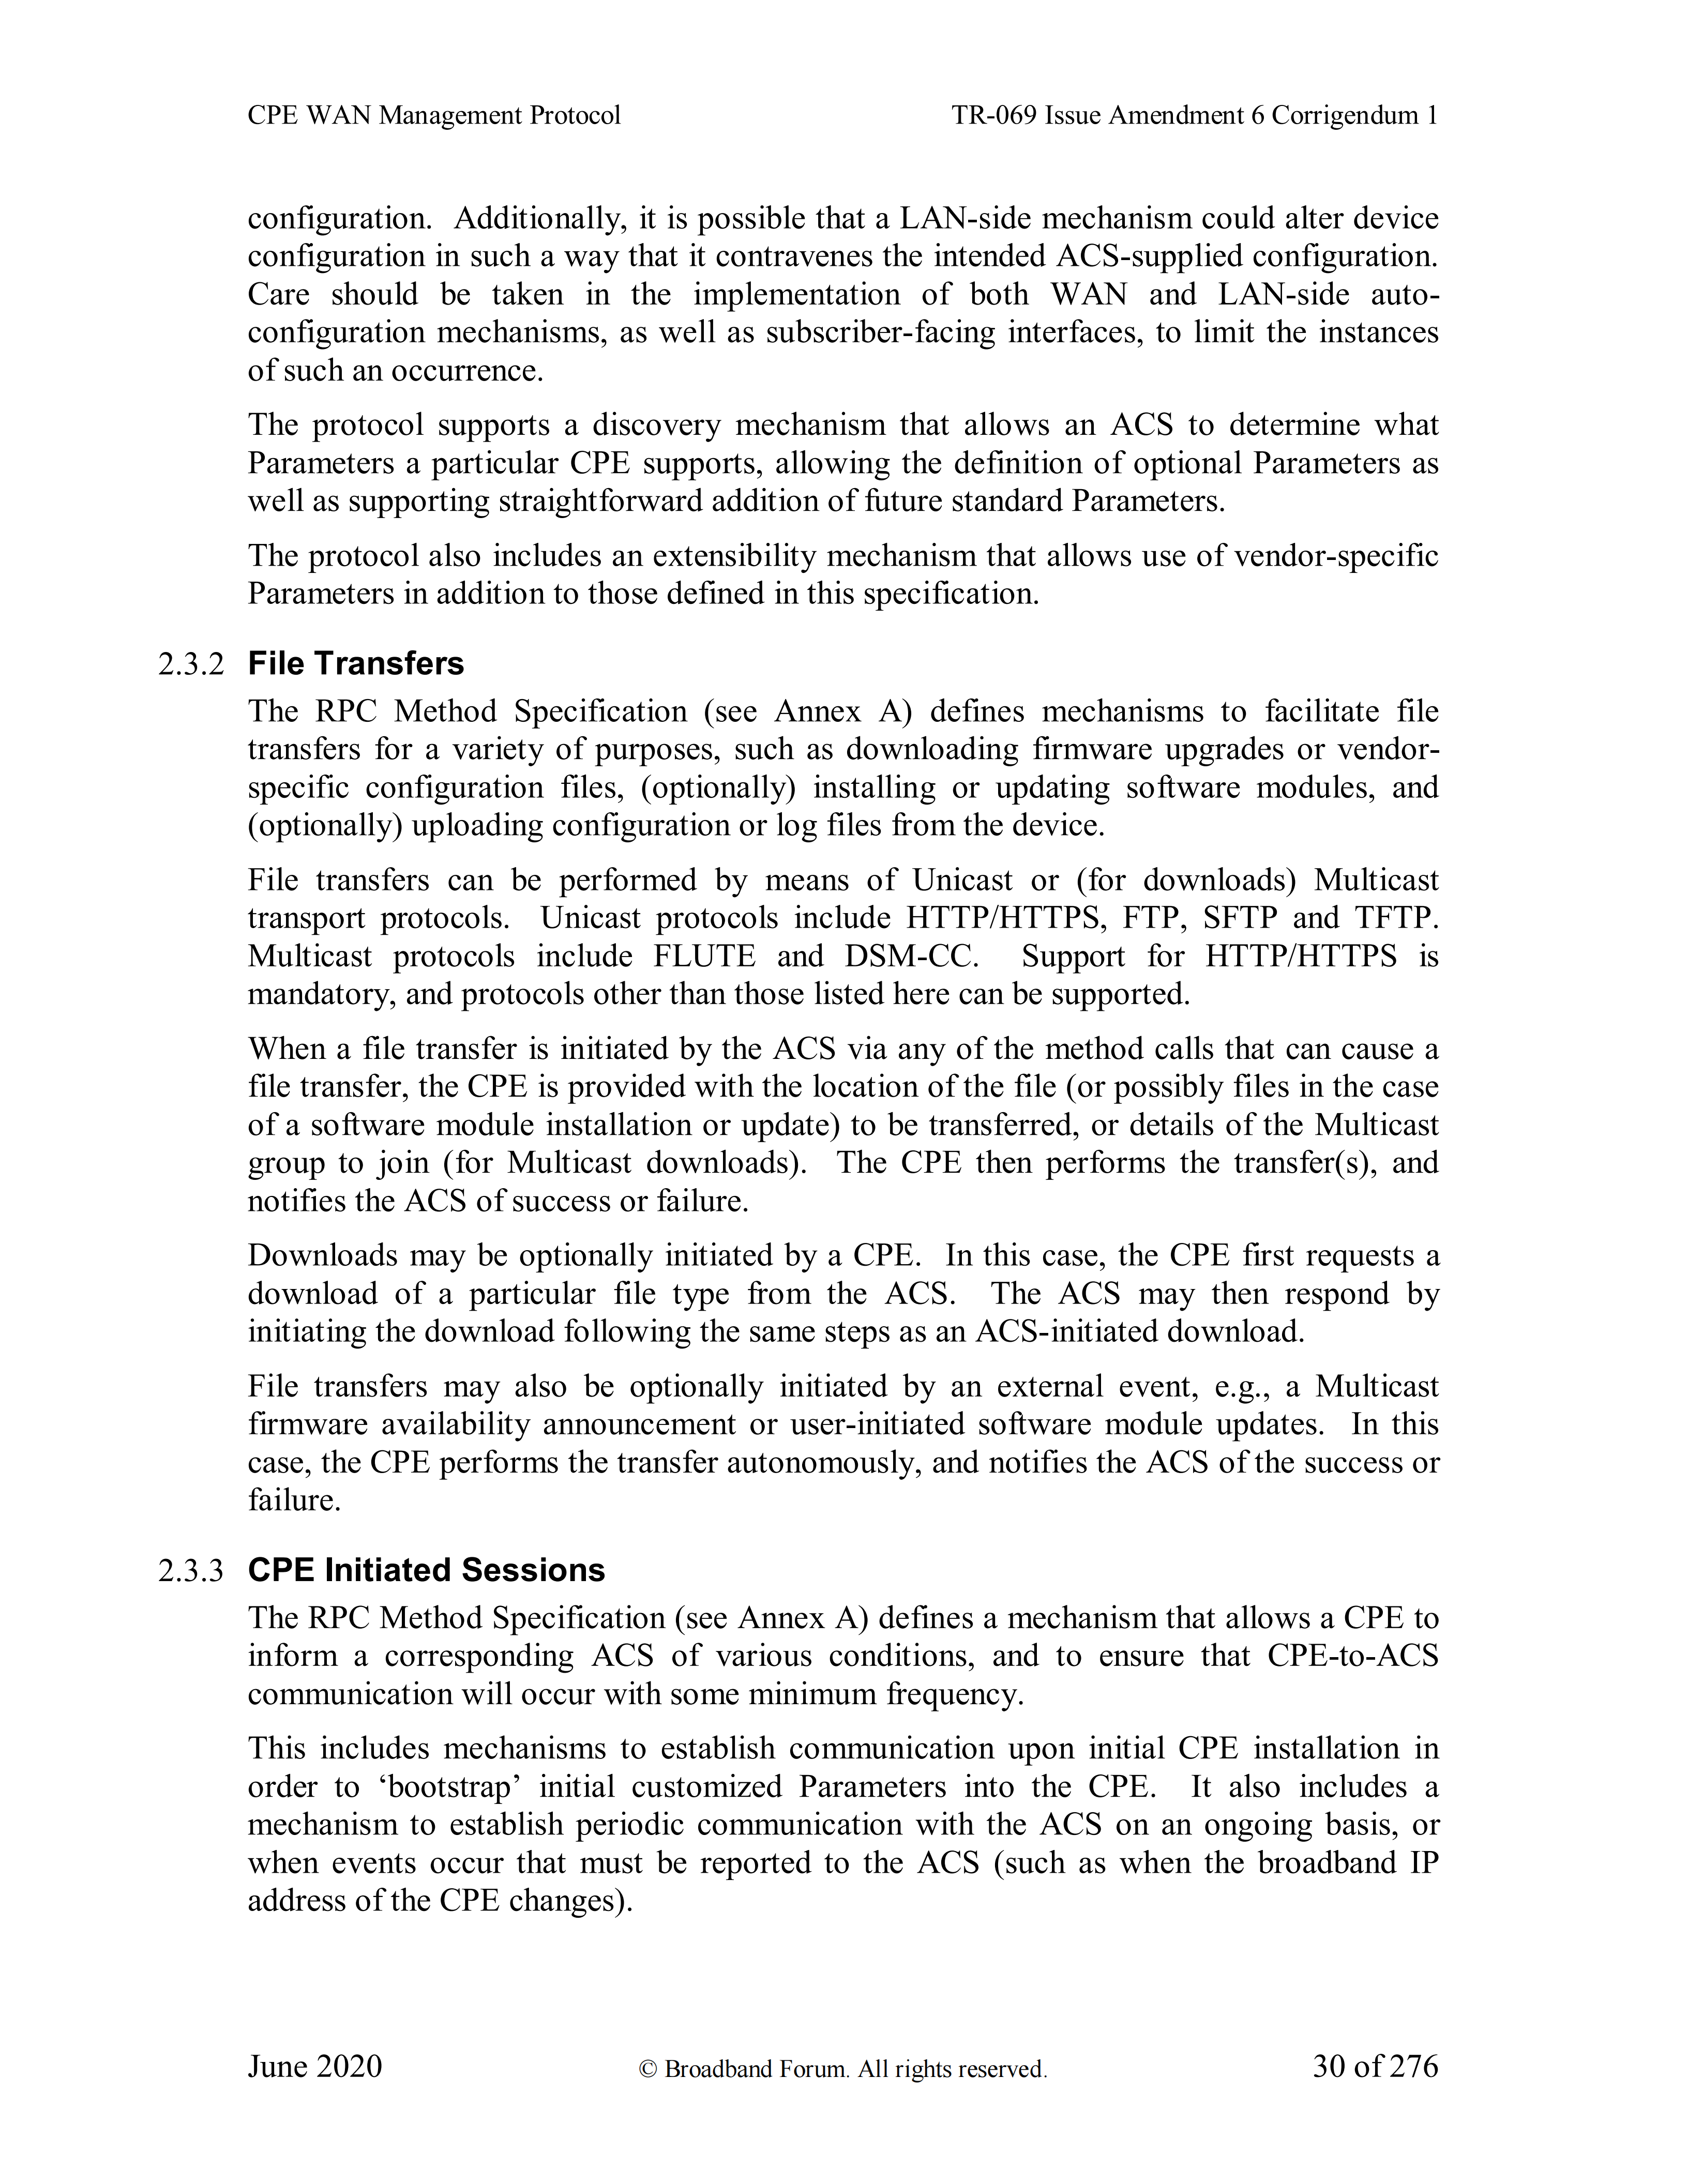 CPE WAN Management Protocol TR-069 Issue Amendment 6 Corrigendum 1
configuration. Additionally, it is possible that a LAN-side mechanism could alter device
configuration in such a way that it contravenes the intended ACS-supplied configuration.
Care should be taken in the implementation of both WAN and LAN-side auto-
configuration mechanisms, as well as subscriber-facing interfaces, to limit the instances
of such an occurrence.
The protocol supports a discovery mechanism that allows an ACS to determine what
Parameters a particular CPE supports, allowing the definition of optional Parameters as
well as supporting straightforward addition of future standard Parameters.
The protocol also includes an extensibility mechanism that allows use of vendor-specific
Parameters in addition to those defined in this specification.
2.3.2 File Transfers
The RPC Method Specification (see Annex A) defines mechanisms to facilitate file
transfers for a variety of purposes, such as downloading firmware upgrades or vendor-
specific configuration files, (optionally) installing or updating software modules, and
(optionally) uploading configuration or log files from the device.
File transfers can be performed by means of Unicast or (for downloads) Multicast
transport protocols. Unicast protocols include HTTP/HTTPS, FTP, SFTP and TFTP.
Multicast protocols include FLUTE and DSM-CC. Support for HTTP/HTTPS is
mandatory, and protocols other than those listed here can be supported.
When a file transfer is initiated by the ACS via any of the method calls that can cause a
file transfer, the CPE is provided with the location of the file (or possibly files in the case
of a software module installation or update) to be transferred, or details of the Multicast
group to join (for Multicast downloads). The CPE then performs the transfer(s), and
notifies the ACS of success or failure.
Downloads may be optionally initiated by a CPE. In this case, the CPE first requests a
download of a particular file type from the ACS. The ACS may then respond by
initiating the download following the same steps as an ACS-initiated download.
File transfers may also be optionally initiated by an external event, e.g., a Multicast
firmware availability announcement or user-initiated software module updates. In this
case, the CPE performs the transfer autonomously, and notifies the ACS of the success or
failure.
2.3.3 CPE Initiated Sessions
The RPC Method Specification (see Annex A) defines a mechanism that allows a CPE to
inform a corresponding ACS of various conditions, and to ensure that CPE-to-ACS
communication will occur with some minimum frequency.
This includes mechanisms to establish communication upon initial CPE installation in
order to ‘bootstrap’ initial customized Parameters into the CPE. It also includes a
mechanism to establish periodic communication with the ACS on an ongoing basis, or
when events occur that must be reported to the ACS (such as when the broadband IP
address of the CPE changes).
June 2020 © Broadband Forum. All rights reserved. 30 of 276